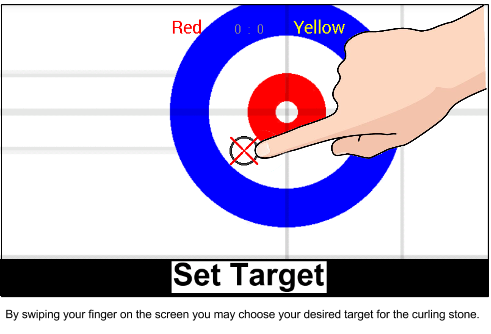 Red 0 : 0 Yellow
Set Target
By swiping your finger on the screen you may choose your desired target for the curling stone.